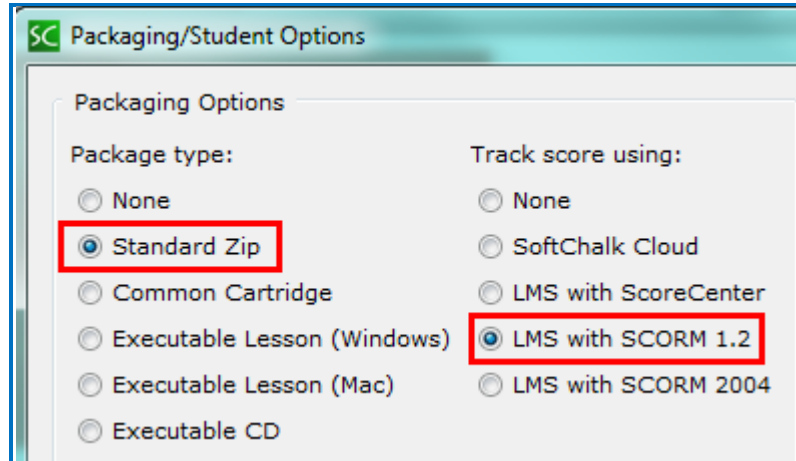 SC Packaging/Student Options
Packaging Options
Package type:
None
Standard Zip
Common Cartridge
Executable Lesson (Windows)
Executable Lesson (Mac)
Executable CD
Track score using:
None
SoftChalk Cloud
LMS with ScoreCenter
LMS with SCORM 1.2
LMS with SCORM 2004